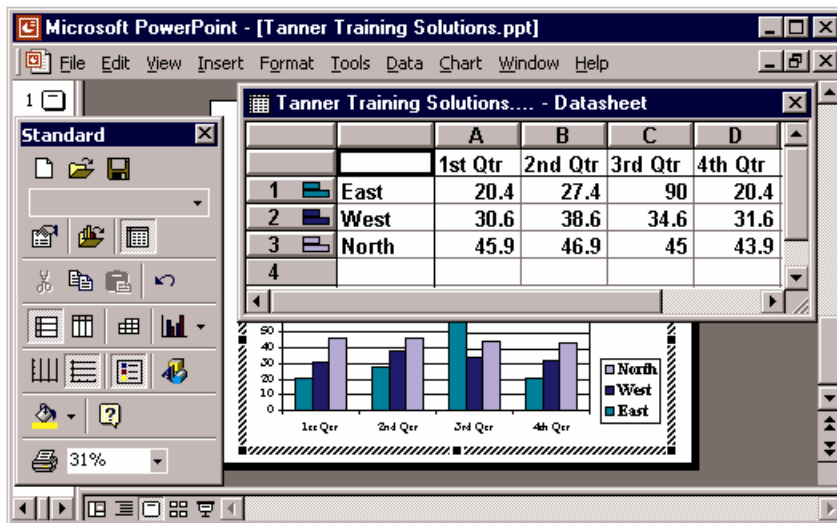 Microsoft PowerPoint - [Tanner Training Solutions.ppt]
File Edit View Insert Format Tools Data Chart Window Help
1
Tanner Training Solutions.... - Datasheet
Standard
A B C D
1st Qtr 2nd Qtr 3rd Qtr 4th Qtr
1 East 20.4 27.4 90 20.4
2 West 30.6 38.6 34.6 31.6
3 North 45.9 46.9 45 43.9
4
50
40
30
20
10
0
1st Qtr 2nd Qtr 3rd Qtr 4th Qtr
North
West
East
31%